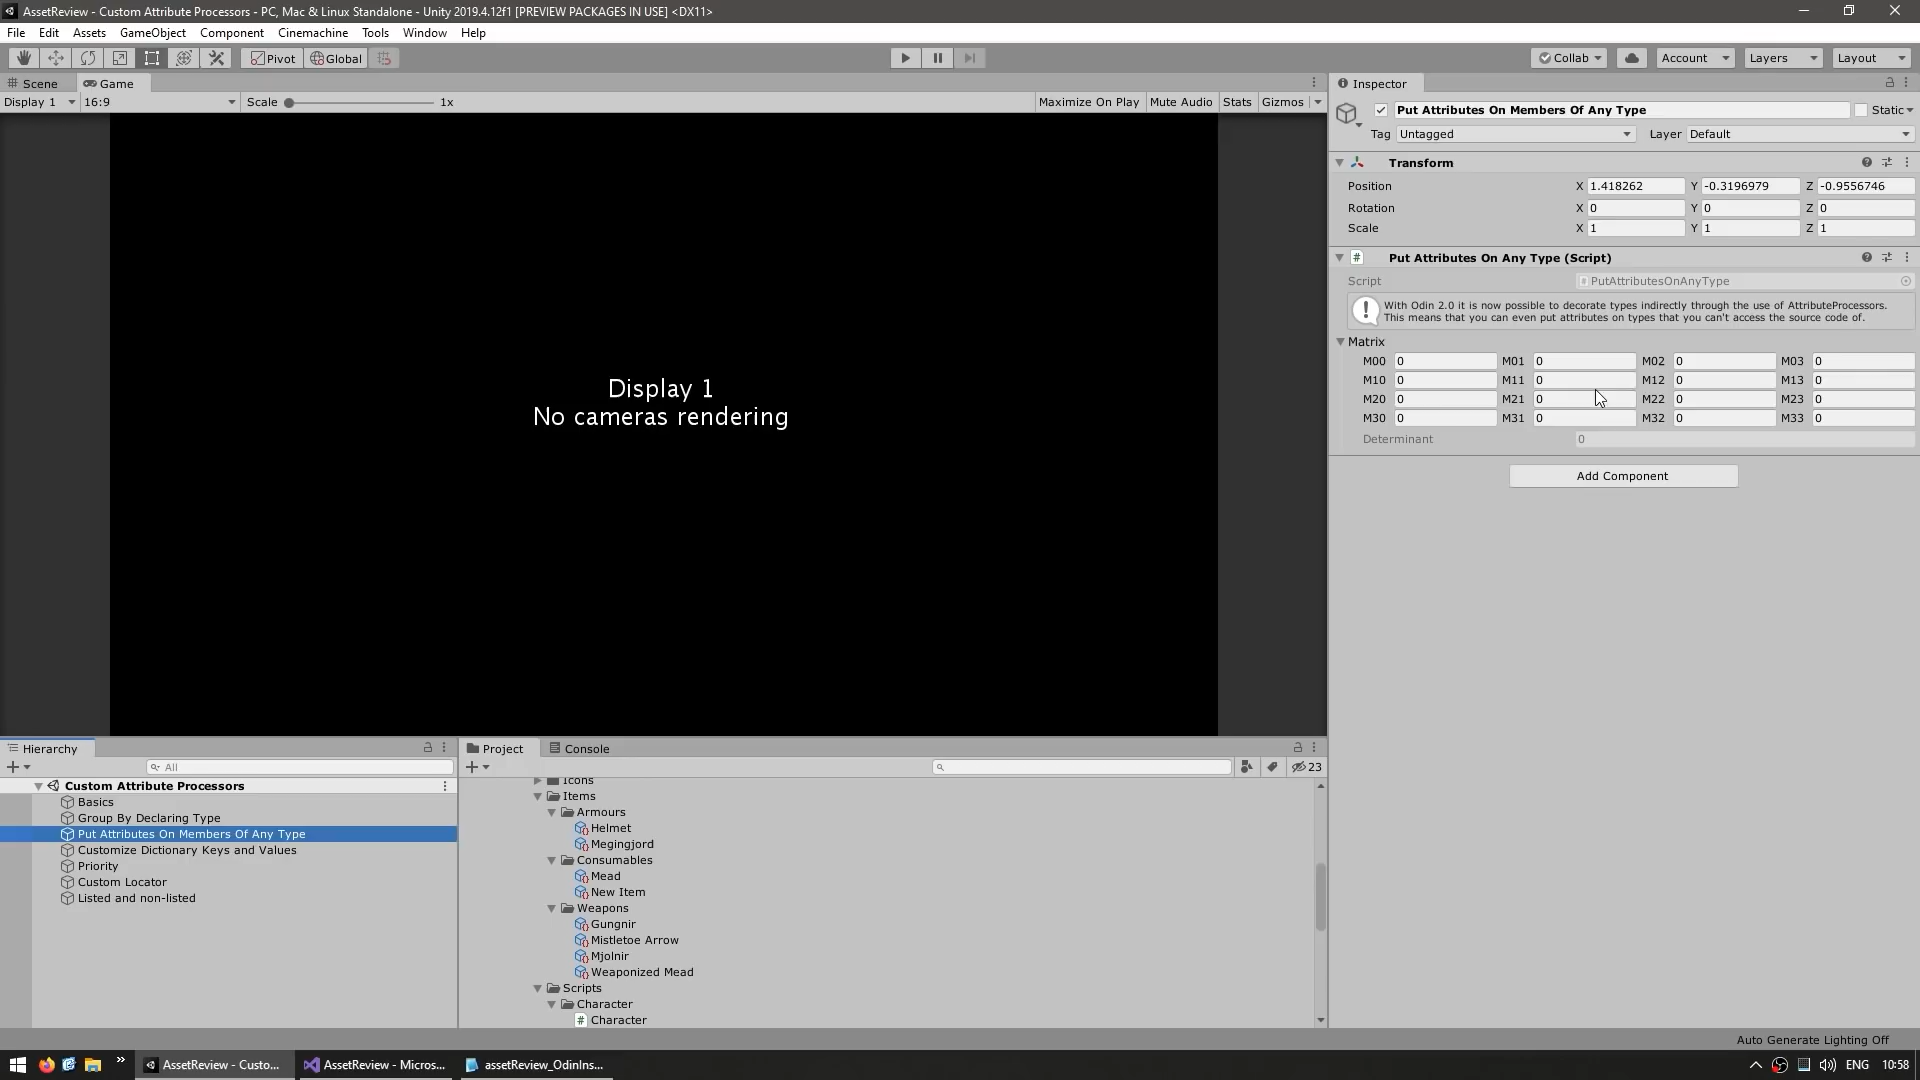 AssetReview - Custom Attribute Processors - PC, Mac & Linux Standalone - Unity 2019.4.12f1 [PREVIEW PACKAGES IN USE] <DX11>
File Edit Assets GameObject Component Cinemachine Tools Window Help
Pivot Global Collab Account Layers Layout
Scene Game
Display 1 16:9 Scale 1x Maximize On Play Mute Audio Stats Gizmos
Display 1
No cameras rendering
Inspector
Put Attributes On Members Of Any Type Static
Tag Untagged Layer Default
Transform
Position X 1.418262 Y -0.3196979 Z -0.9556746
Rotation X 0 Y 0 Z 0
Scale X 1 Y 1 Z 1
# Put Attributes On Any Type (Script)
Script PutAttributesOnAnyType
With Odin 2.0 it is now possible to decorate types indirectly through the use of AttributeProcessors.
This means that you can even put attributes on types that you can't access the source code of.
Matrix
M00 0 M01 0 M02 0 M03 0
M10 0 M11 0 M12 0 M13 0
M20 0 M21 0 M22 0 M23 0
M30 0 M31 0 M32 0 M33 0
Determinant 0
Add Component
Hierarchy
All
Custom Attribute Processors
Basics
Group By Declaring Type
Put Attributes On Members Of Any Type
Customize Dictionary Keys and Values
Priority
Custom Locator
Listed and non-listed
Project Console
23
Icons
Items
Armours
Helmet
Megingjord
Consumables
Mead
New Item
Weapons
Gungnir
Mistletoe Arrow
Mjolnir
Weaponized Mead
Scripts
Character
# Character
Auto Generate Lighting Off
AssetReview - Custo... AssetReview - Micros... assetReview_OdinIns... ENG 10:58